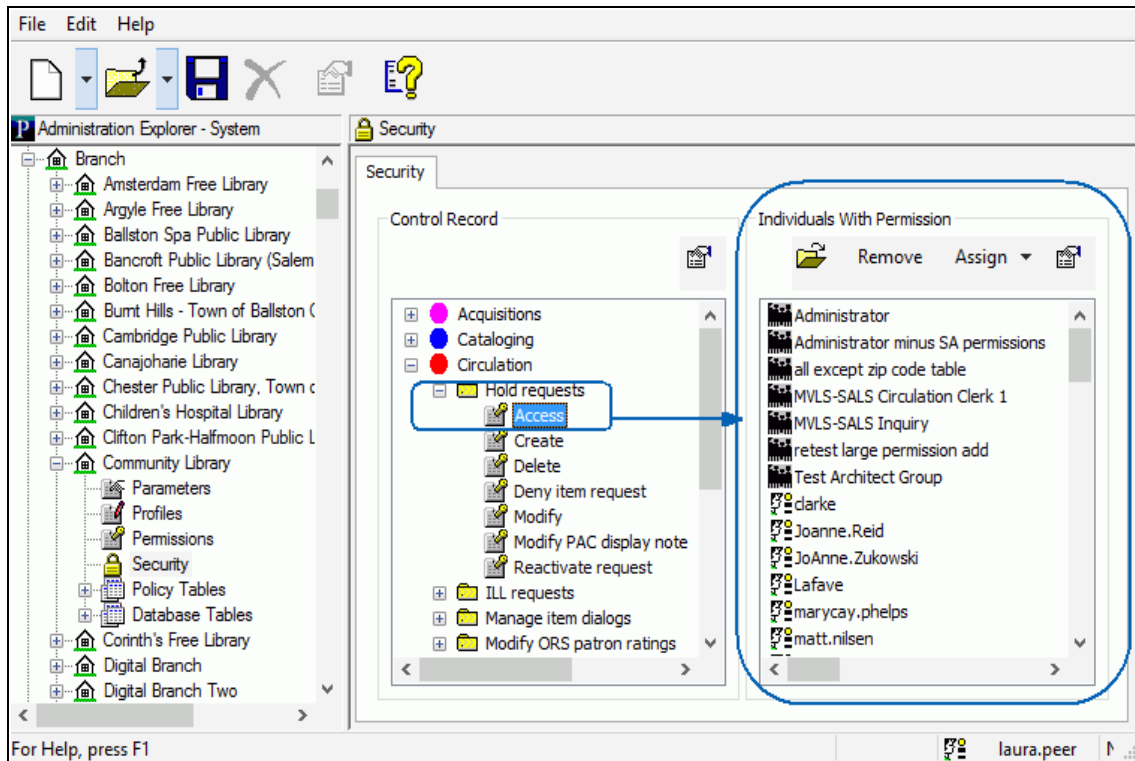 File Edit Help
Administration Explorer - System
Branch
Amsterdam Free Library
Argyle Free Library
Ballston Spa Public Library
Bancroft Public Library (Salem
Bolton Free Library
Burnt Hills - Town of Ballston
Cambridge Public Library
Canajoharie Library
Chester Public Library, Town
Children's Hospital Library
Clifton Park-Halfmoon Public L
Community Library
Parameters
Profiles
Permissions
Security
Policy Tables
Database Tables
Corinth's Free Library
Digital Branch
Digital Branch Two
Security
Security
Control Record
Acquisitions
Cataloging
Circulation
Hold requests
Access
Create
Delete
Deny item request
Modify
Modify PAC display note
Reactivate request
ILL requests
Manage item dialogs
Modify ORS patron ratings
Individuals With Permission
Remove Assign
Administrator
Administrator minus SA permissions
all except zip code table
MVLS-SALS Circulation Clerk 1
MVLS-SALS Inquiry
retest large permission add
Test Architect Group
clarke
Joanne.Reid
JoAnne.Zukowski
Lafave
marycay.phelps
matt.nilsen
For Help, press F1
laura.peer